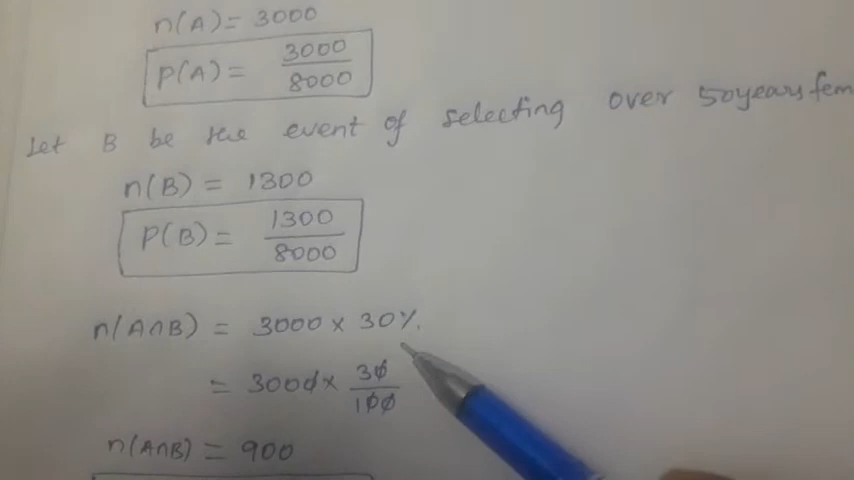 n(A) = 3000
P(A) = 3000/8000
Let B be the event of selecting over 50years fem
n(B) = 1300
P(B) = 1300/8000
n(A∩B) = 3000 × 30%.
= 3000 × 30/100
n(A∩B) = 900